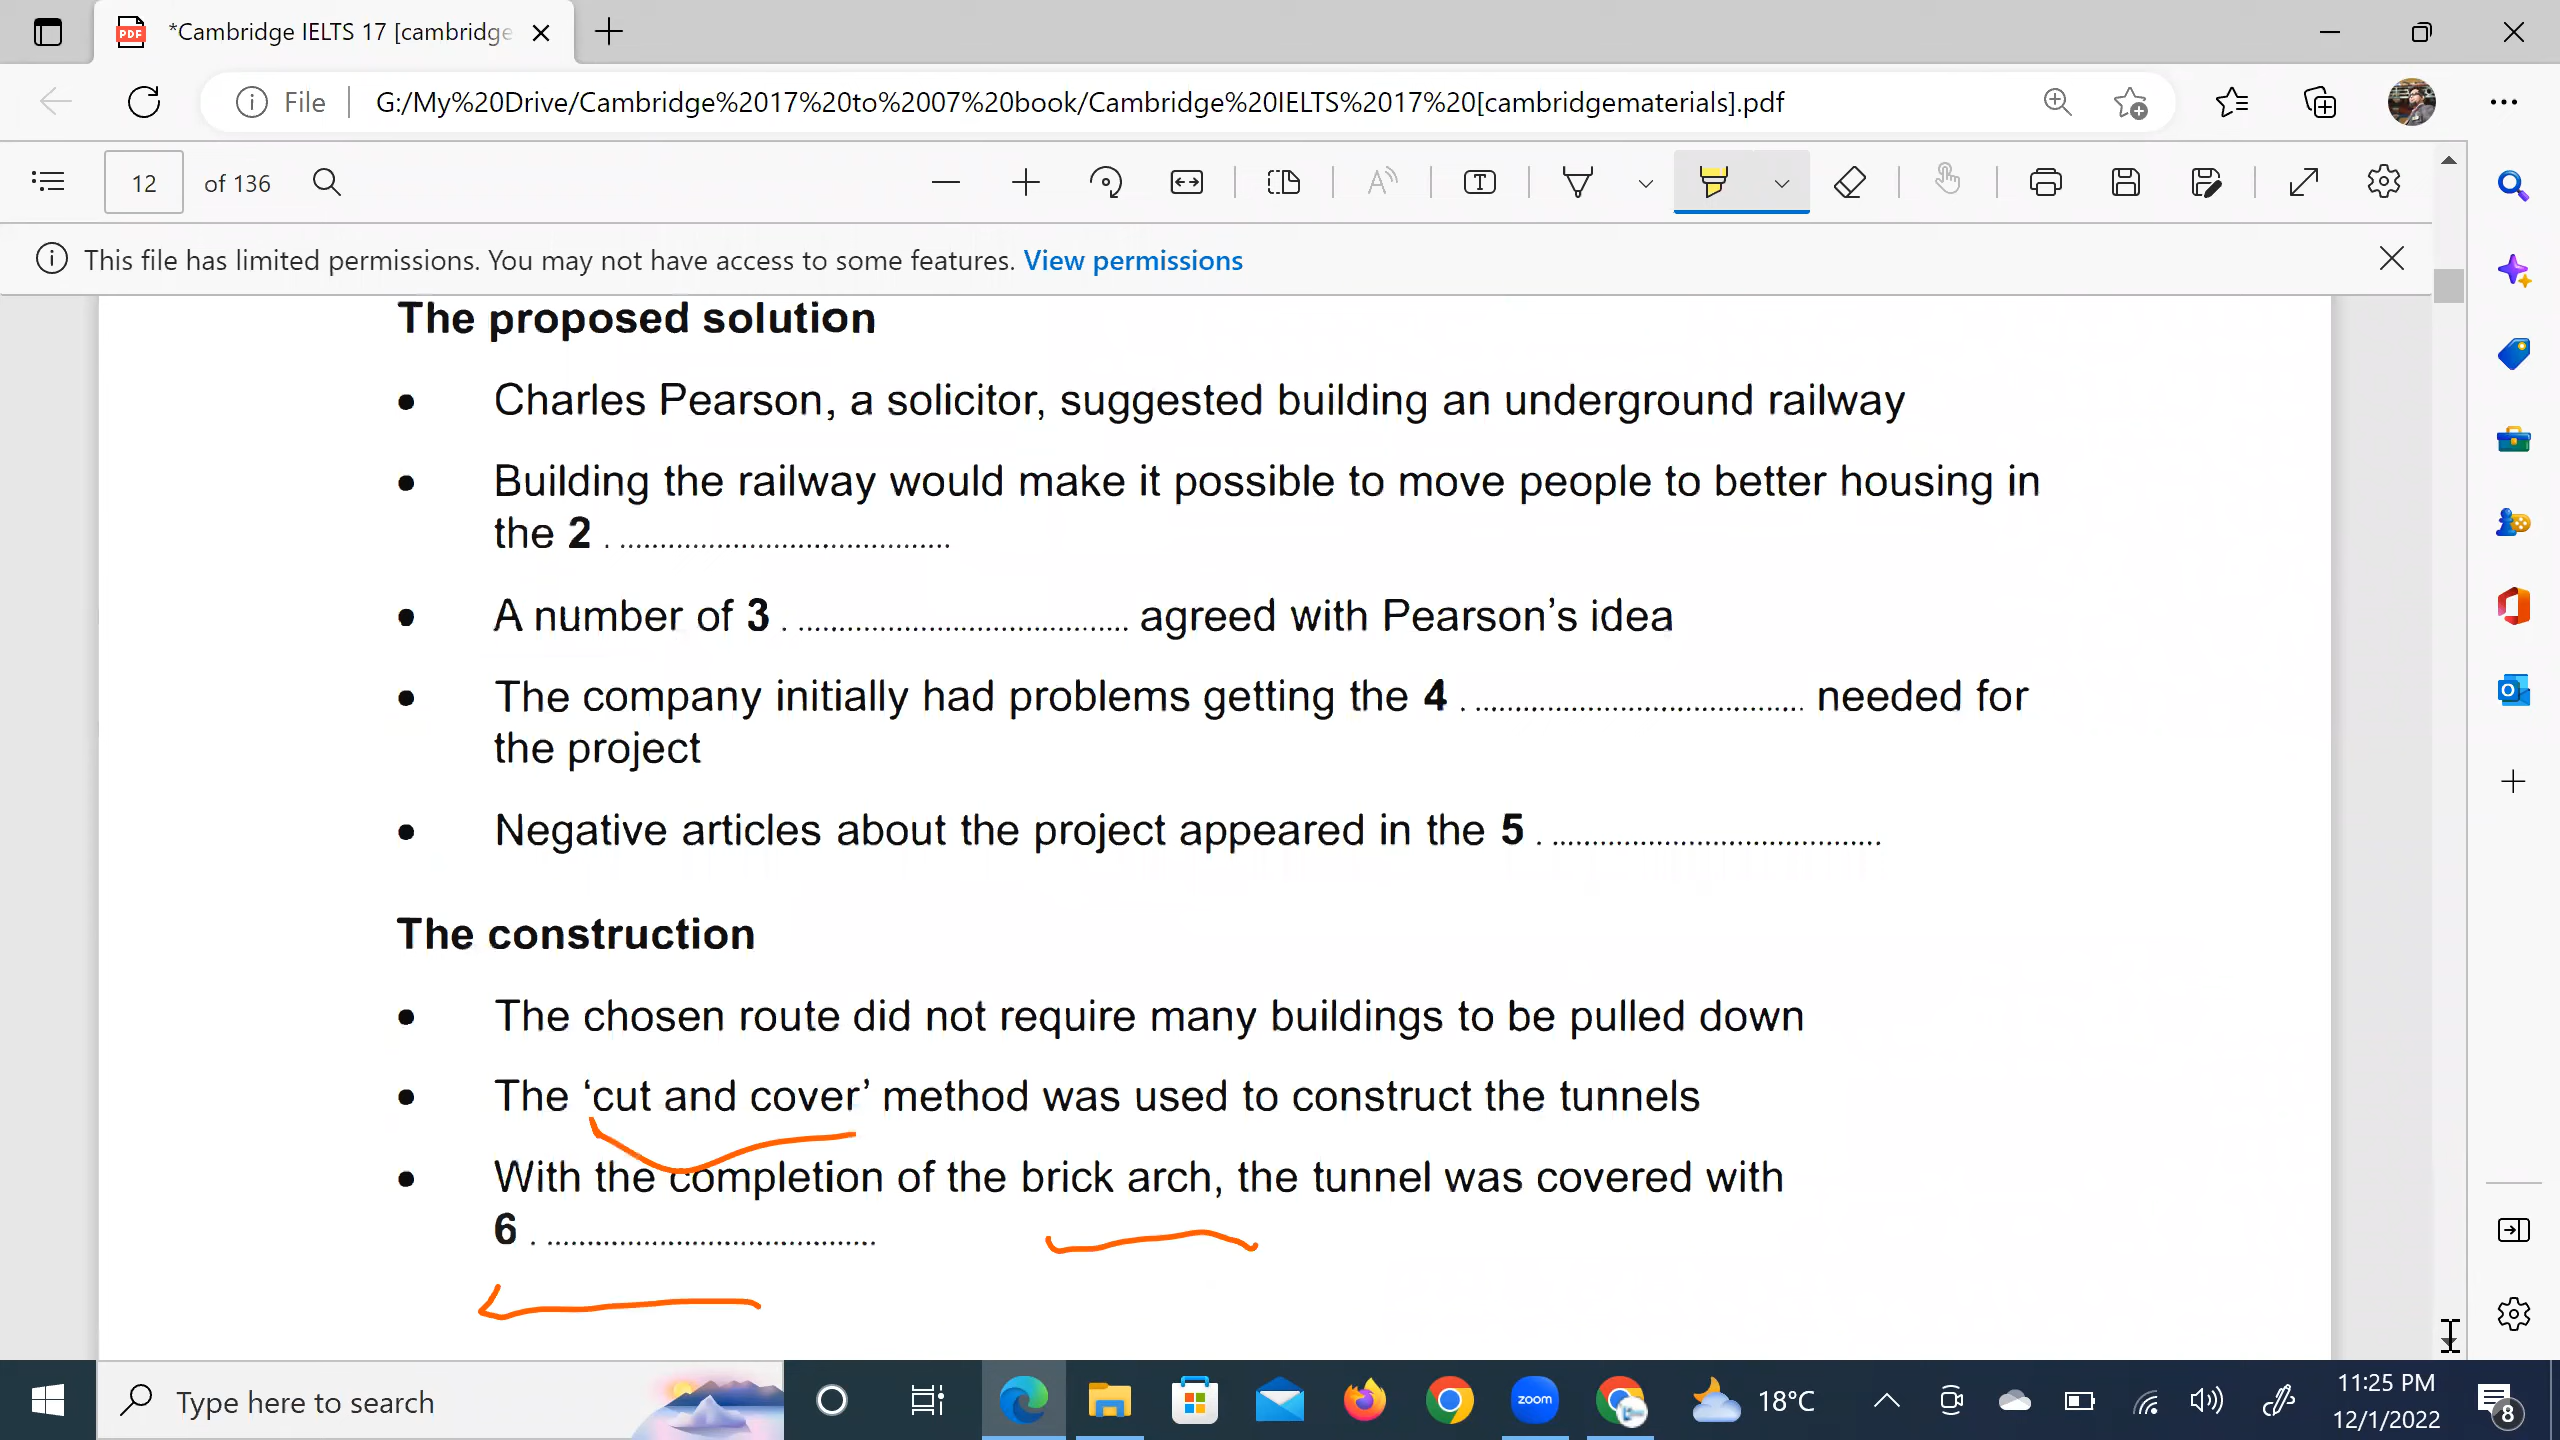 *Cambridge IELTS 17 [cambridge
File
G:/My%20Drive/Cambridge%2017%20to%2007%20book/Cambridge%20IELTS%2017%20[cambridgematerials].pdf
12 of 136
This file has limited permissions. You may not have access to some features. View permissions
The proposed solution
• Charles Pearson, a solicitor, suggested building an underground railway
• Building the railway would make it possible to move people to better housing in
the 2 . ....................................
• A number of 3 . .................................... agreed with Pearson's idea
• The company initially had problems getting the 4 . .................................... needed for
the project
• Negative articles about the project appeared in the 5 . ....................................
The construction
• The chosen route did not require many buildings to be pulled down
• The ‘cut and cover’ method was used to construct the tunnels
• With the completion of the brick arch, the tunnel was covered with
6 . ....................................
Type here to search
zoom
18°C
11:25 PM
12/1/2022
8